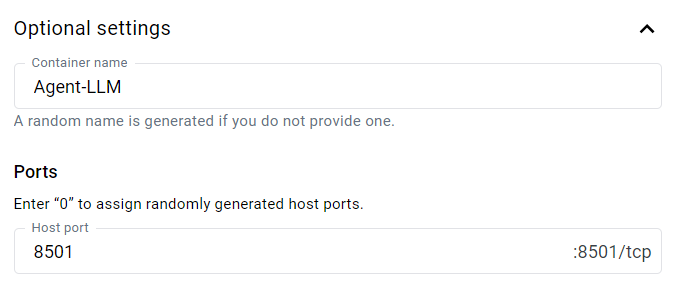 Optional settings
Container name
Agent-LLM
A random name is generated if you do not provide one.
Ports
Enter “0” to assign randomly generated host ports.
Host port
8501 :8501/tcp